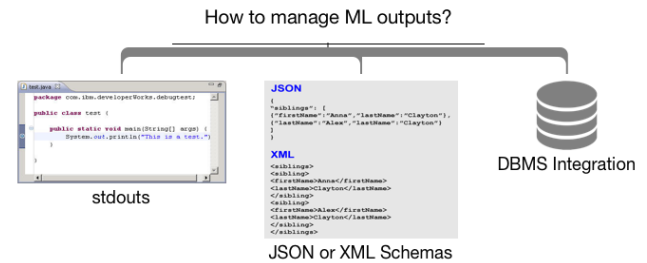 How to manage ML outputs?
test.java
package com.ibm.developerWorks.debugtest;
public class test {
public static void main(String[] args) {
System.out.println("This is a test.")
}
}
stdouts
JSON
{
"siblings": [
{"firstName":"Anna","lastName":"Clayton"},
{"lastName":"Alex","lastName":"Clayton"}
]
}
XML
<siblings>
<sibling>
<firstName>Anna</firstName>
<lastName>Clayton</lastName>
</sibling>
<sibling>
<firstName>Alex</firstName>
<lastName>Clayton</lastName>
</sibling>
</siblings>
JSON or XML Schemas
DBMS Integration